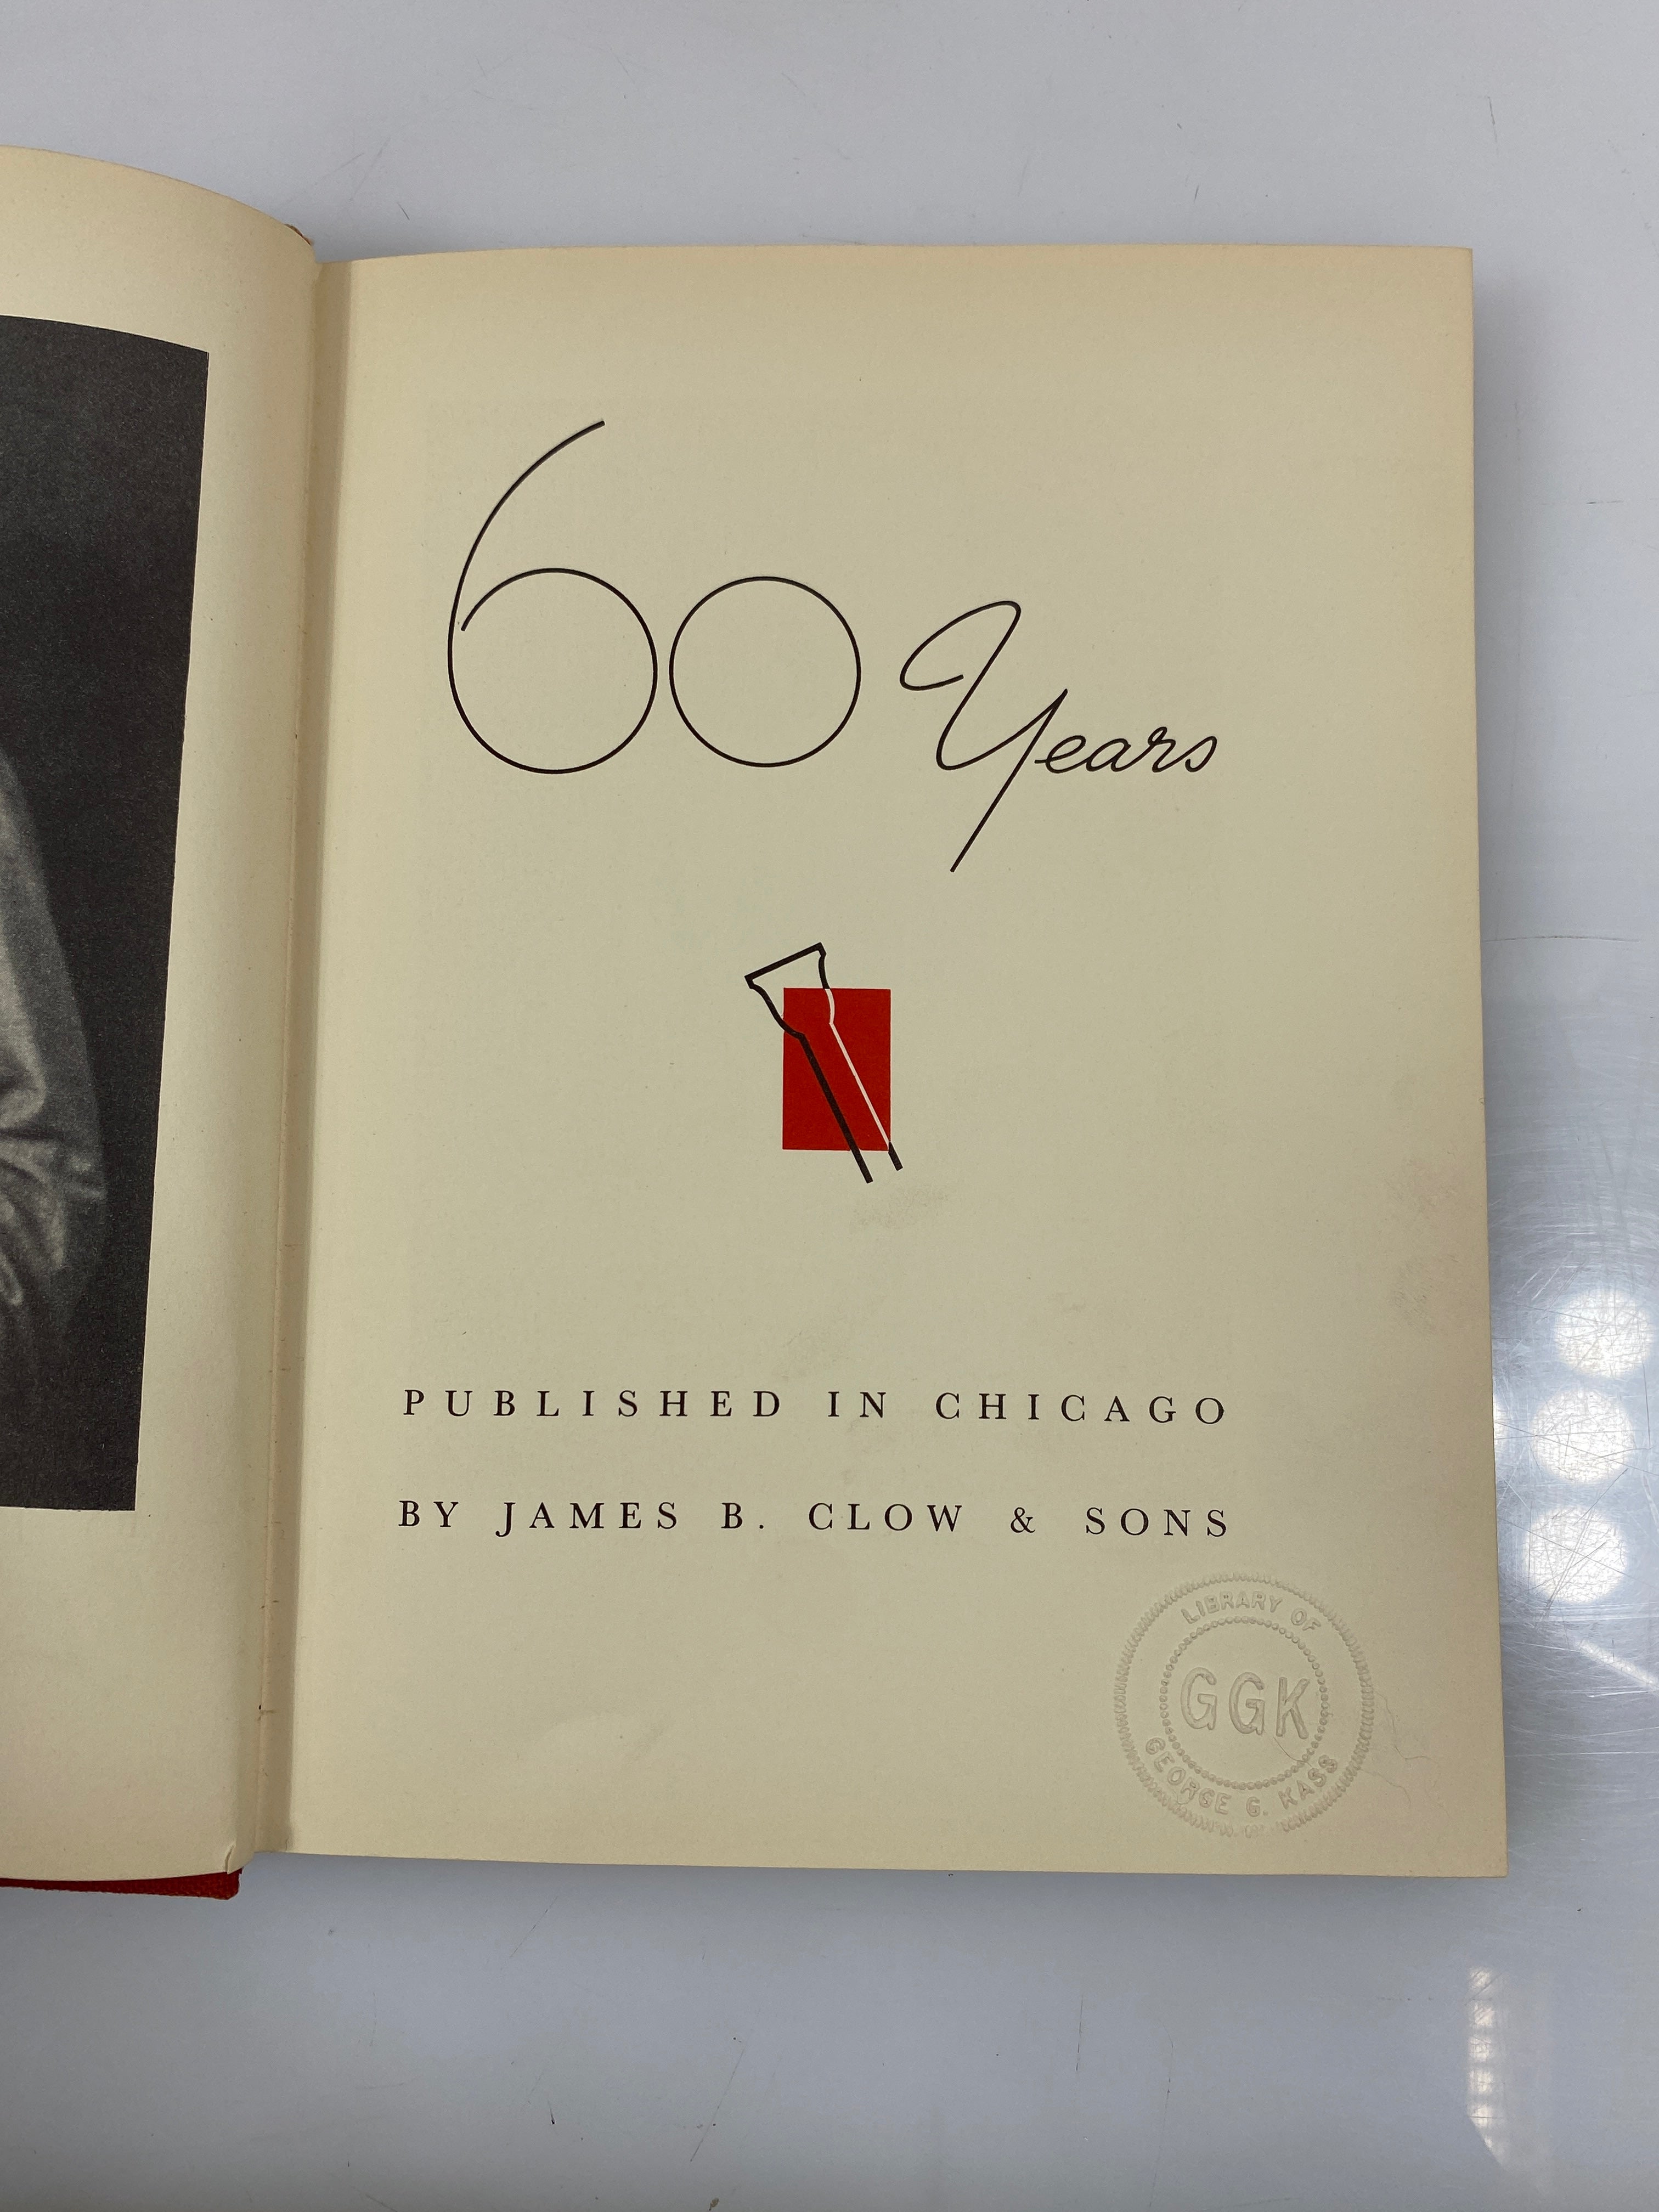 60 Years
PUBLISHED IN CHICAGO
BY JAMES B. CLOW & SONS
LIBRARY OF
GGK
GEORGE G. KASS